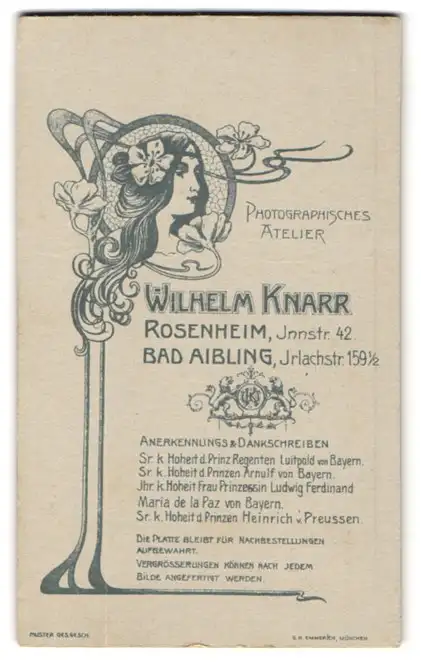 PHOTOGRAPHISCHES
ATELIER
WILHELM KNARR
ROSENHEIM, Jnnstr. 42
BAD AIBLING, Jrlachstr. 159½
ANERKENNUNGS & DANKSCHREIBEN
Sr. k. Hoheit d. Prinz Regenten Luitpold von Bayern.
Sr. k. Hoheit d. Prinzen Arnulf von Bayern.
Jhr. k. Hoheit Frau Prinzessin Ludwig Ferdinand
Maria de la Paz von Bayern.
Sr. k. Hoheit d. Prinzen Heinrich v. Preussen.
DIE PLATTE BLEIBT FÜR NACHBESTELLUNGEN
AUFBEWAHRT.
VERGRÖSSERUNGEN KÖNNEN NACH JEDEM
BILDE ANGEFERTIGT WERDEN.
MUSTER GES. GESCH. EMMERICH, MÜNCHEN